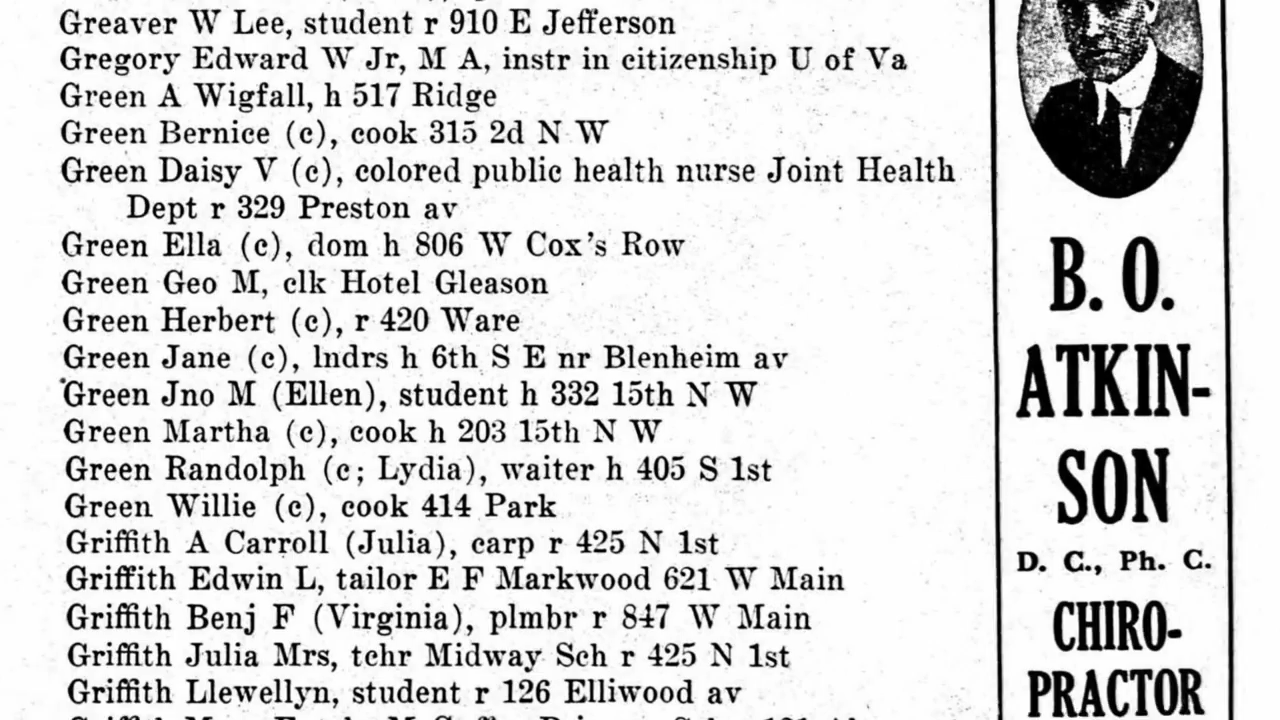 Greaver W Lee, student r 910 E Jefferson
Gregory Edward W Jr, M A, instr in citizenship U of Va
Green A Wigfall, h 517 Ridge
Green Bernice (c), cook 315 2d N W
Green Daisy V (c), colored public health nurse Joint Health
Dept r 329 Preston av
Green Ella (c), dom h 806 W Cox's Row
Green Geo M, clk Hotel Gleason
Green Herbert (c), r 420 Ware
Green Jane (c), lndrs h 6th S E nr Blenheim av
Green Jno M (Ellen), student h 332 15th N W
Green Martha (c), cook h 203 15th N W
Green Randolph (c; Lydia), waiter h 405 S 1st
Green Willie (c), cook 414 Park
Griffith A Carroll (Julia), carp r 425 N 1st
Griffith Edwin L, tailor E F Markwood 621 W Main
Griffith Benj F (Virginia), plmbr r 847 W Main
Griffith Julia Mrs, tchr Midway Sch r 425 N 1st
Griffith Llewellyn, student r 126 Elliwood av
B. O.
ATKIN-
SON
D. C., Ph. C.
CHIRO-
PRACTOR